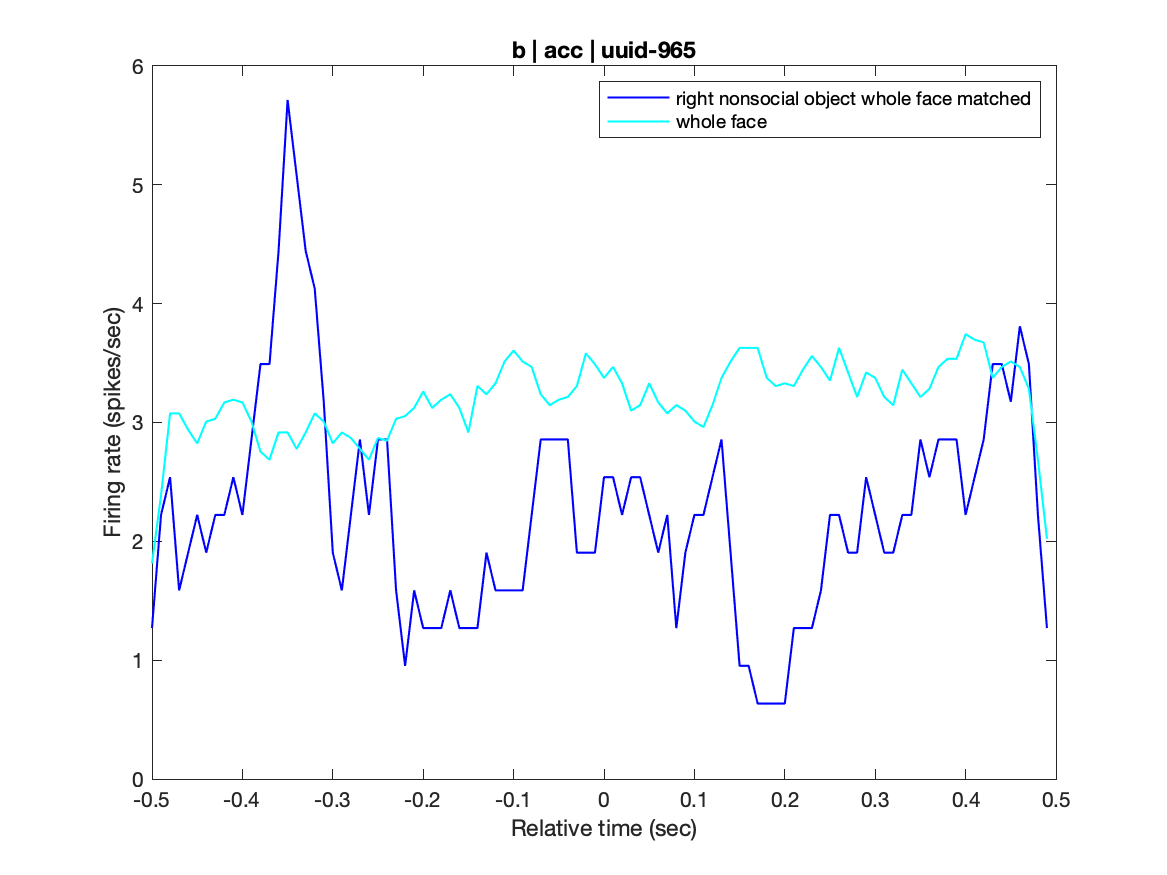 b | acc | uuid-965
right nonsocial object whole face matched
whole face
Firing rate (spikes/sec)
6
5
4
3
2
1
0
-0.5 -0.4 -0.3 -0.2 -0.1 0 0.1 0.2 0.3 0.4 0.5
Relative time (sec)